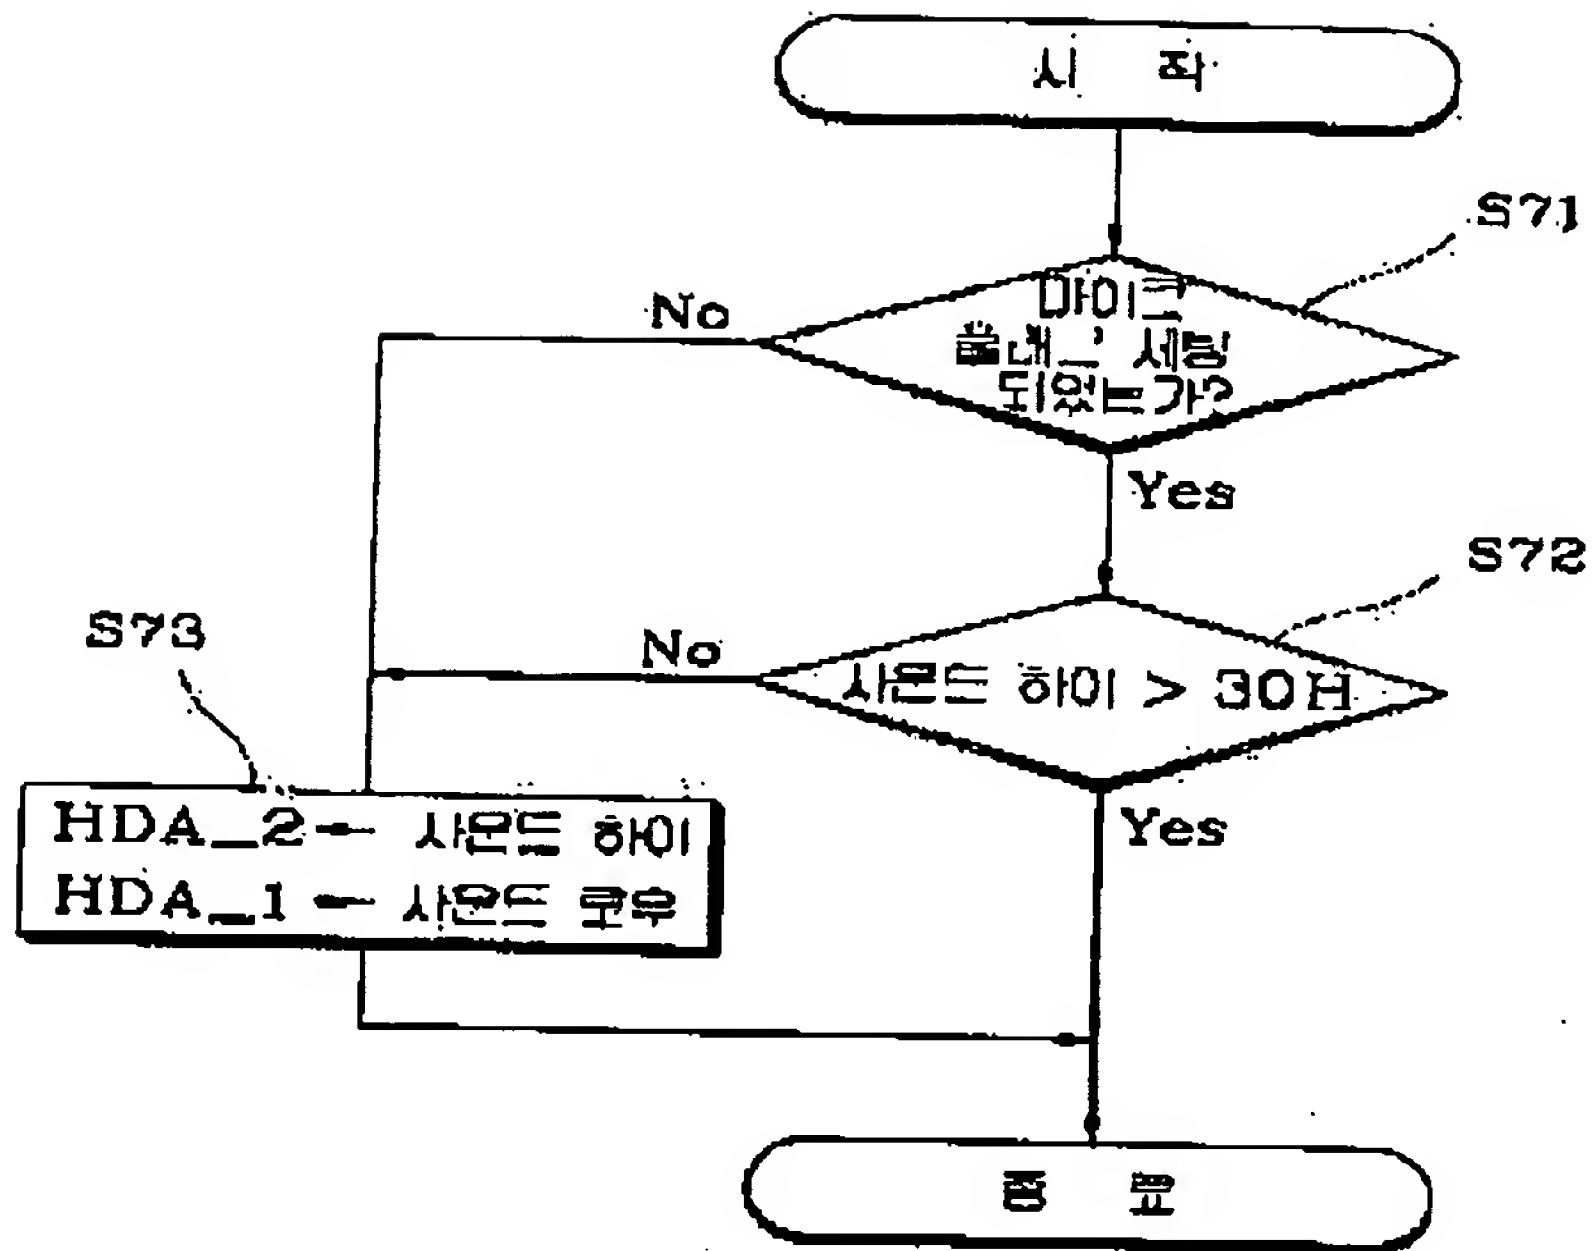 시 작
S71
마이크
플래그 세팅
되있는가?
No
Yes
S72
사운드 하이 > 30H
No
Yes
S73
HDA_2 ← 사운드 하이
HDA_1 ← 사운드 로우
종 료